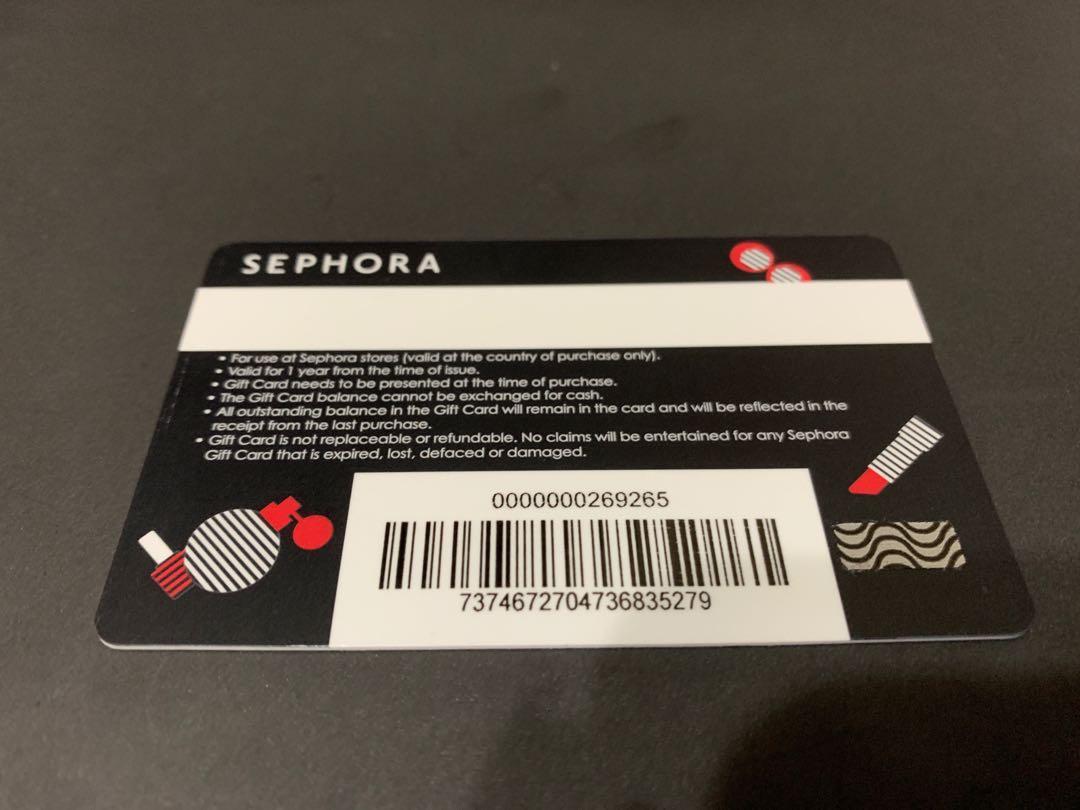 SEPHORA
• For use at Sephora stores (valid at the country of purchase only).
• Valid for 1 year from the time of issue.
• Gift Card needs to be presented at the time of purchase.
• The Gift Card balance cannot be exchanged for cash.
• All outstanding balance in the Gift Card will remain in the card and will be reflected in the
receipt from the last purchase.
• Gift Card is not replaceable or refundable. No claims will be entertained for any Sephora
Gift Card that is expired, lost, defaced or damaged.
0000000269265
7374672704736835279